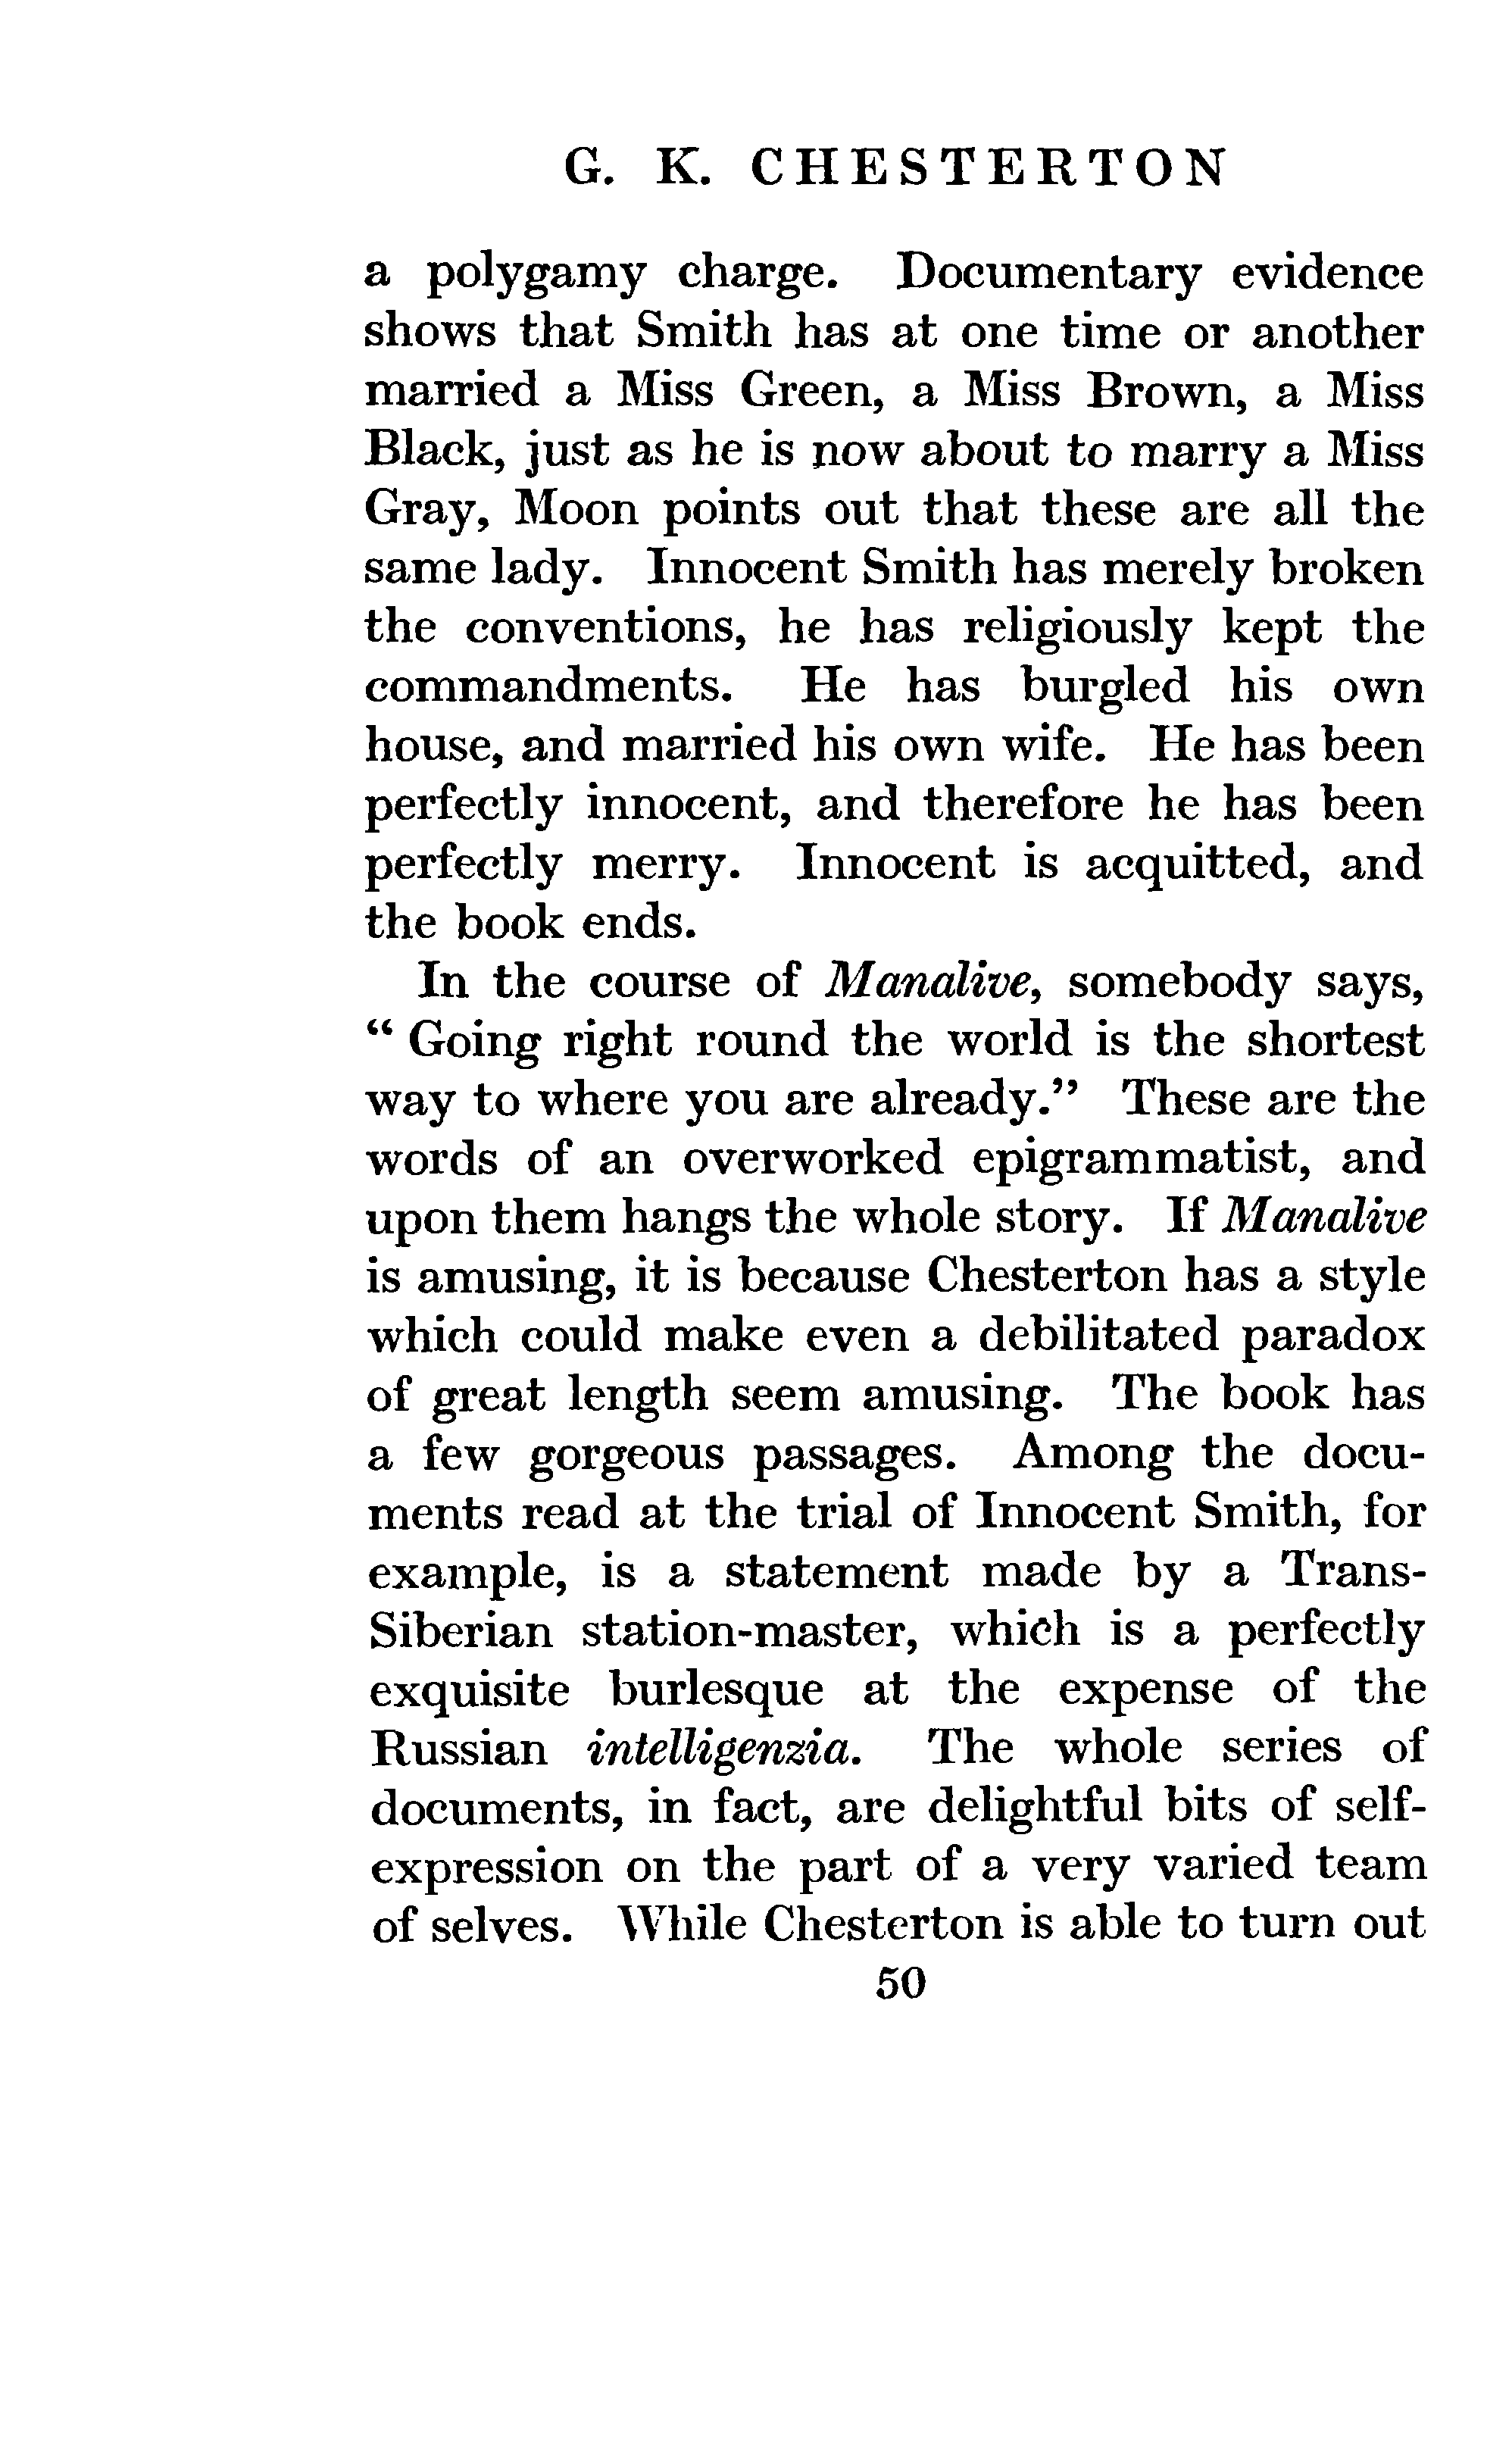 G. K. CHESTERTON
a polygamy charge. Documentary evidence
shows that Smith has at one time or another
married a Miss Green, a Miss Brown, a Miss
Black, just as he is now about to marry a Miss
Gray, Moon points out that these are all the
same lady. Innocent Smith has merely broken
the conventions, he has religiously kept the
commandments. He has burgled his own
house, and married his own wife. He has been
perfectly innocent, and therefore he has been
perfectly merry. Innocent is acquitted, and
the book ends.
In the course of Manalive, somebody says,
“ Going right round the world is the shortest
way to where you are already.” These are the
words of an overworked epigrammatist, and
upon them hangs the whole story. If Manalive
is amusing, it is because Chesterton has a style
which could make even a debilitated paradox
of great length seem amusing. The book has
a few gorgeous passages. Among the docu-
ments read at the trial of Innocent Smith, for
example, is a statement made by a Trans-
Siberian station-master, which is a perfectly
exquisite burlesque at the expense of the
Russian intelligenzia. The whole series of
documents, in fact, are delightful bits of self-
expression on the part of a very varied team
of selves. While Chesterton is able to turn out
50